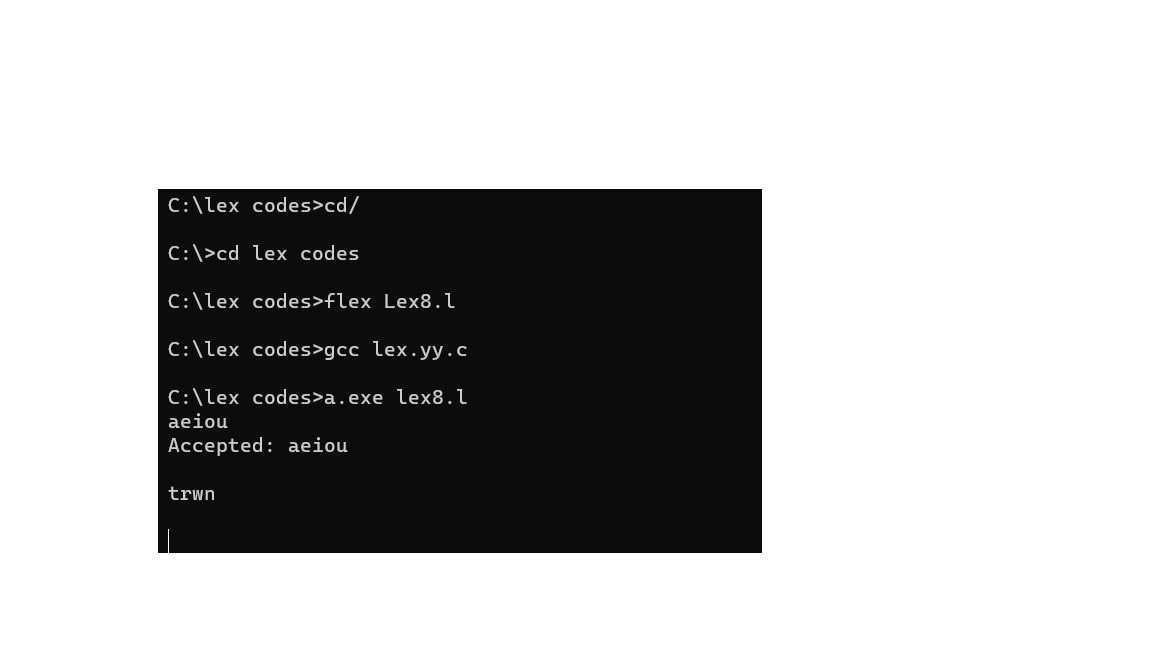 C:\lex codes>cd/
C:\>cd lex codes
C:\lex codes>flex Lex8.l
C:\lex codes>gcc lex.yy.c
C:\lex codes>a.exe lex8.l
aeiou
Accepted: aeiou
trwn